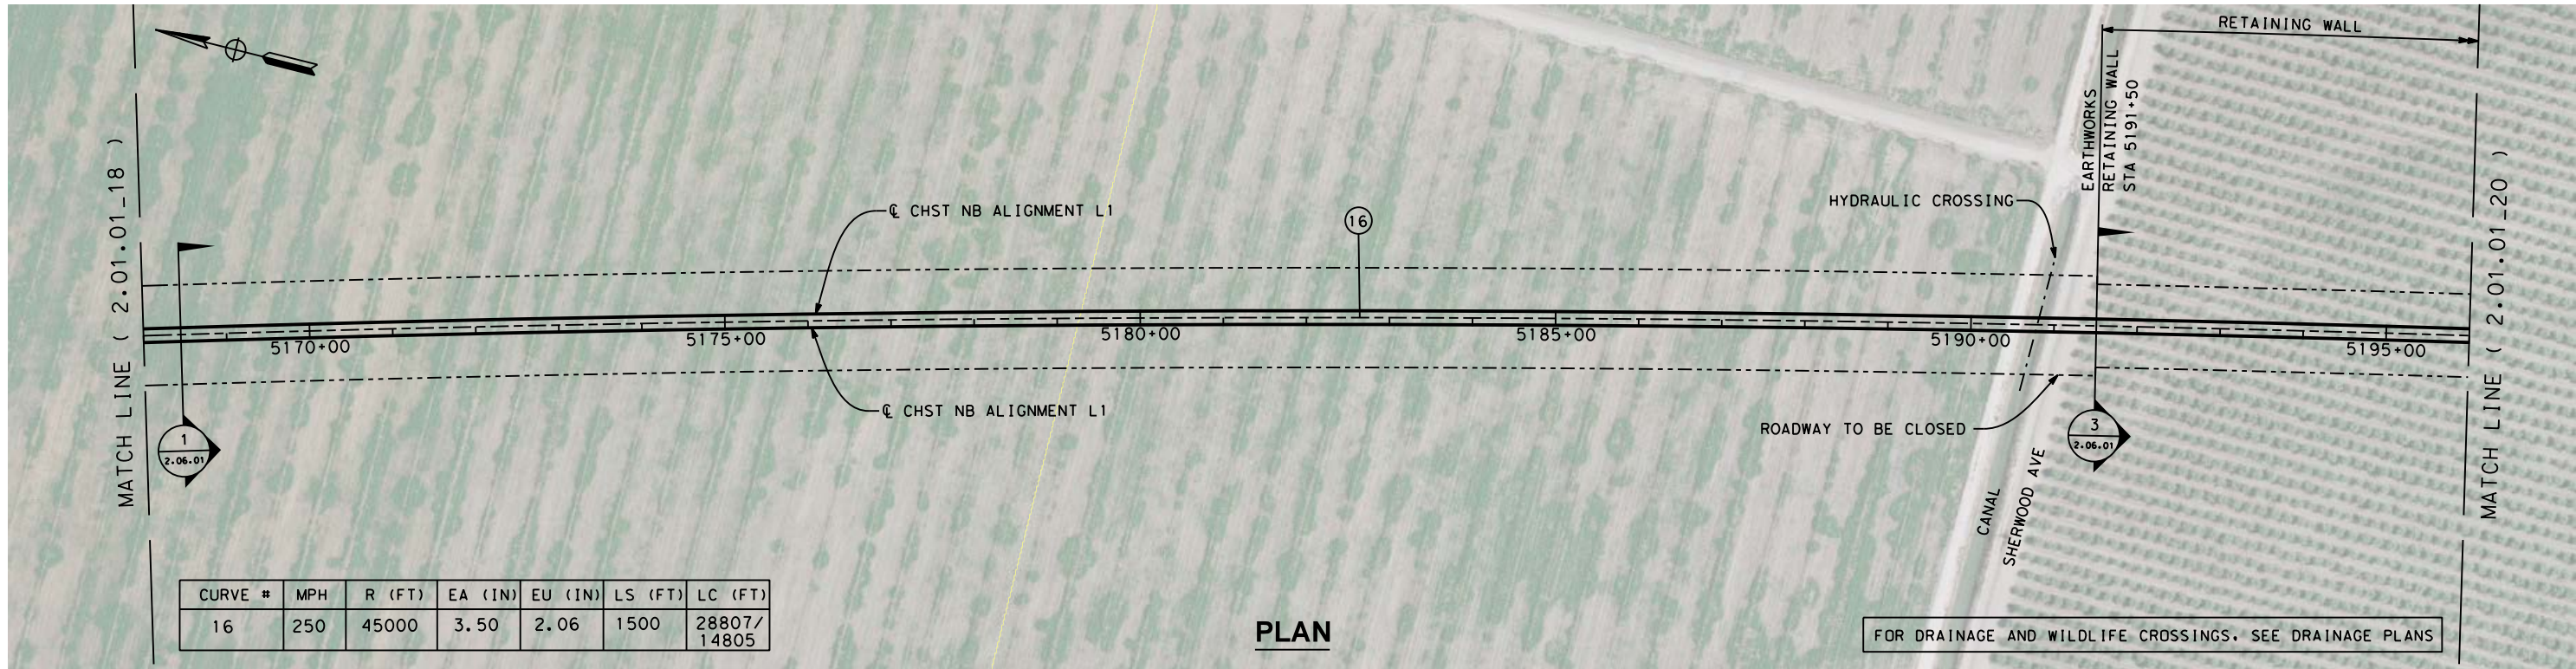 RETAINING WALL
EARTHWORKS
RETAINING WALL
STA 5191+50
MATCH LINE ( 2.01.01_18 )
MATCH LINE ( 2.01.01_20 )
℄ CHST NB ALIGNMENT L1
16
HYDRAULIC CROSSING
5170+00
5175+00
5180+00
5185+00
5190+00
5195+00
℄ CHST NB ALIGNMENT L1
ROADWAY TO BE CLOSED
1
2.06.01
3
2.06.01
CANAL
SHERWOOD AVE
CURVE # MPH R (FT) EA (IN) EU (IN) LS (FT) LC (FT)
16 250 45000 3.50 2.06 1500 28807/
14805
PLAN
FOR DRAINAGE AND WILDLIFE CROSSINGS. SEE DRAINAGE PLANS